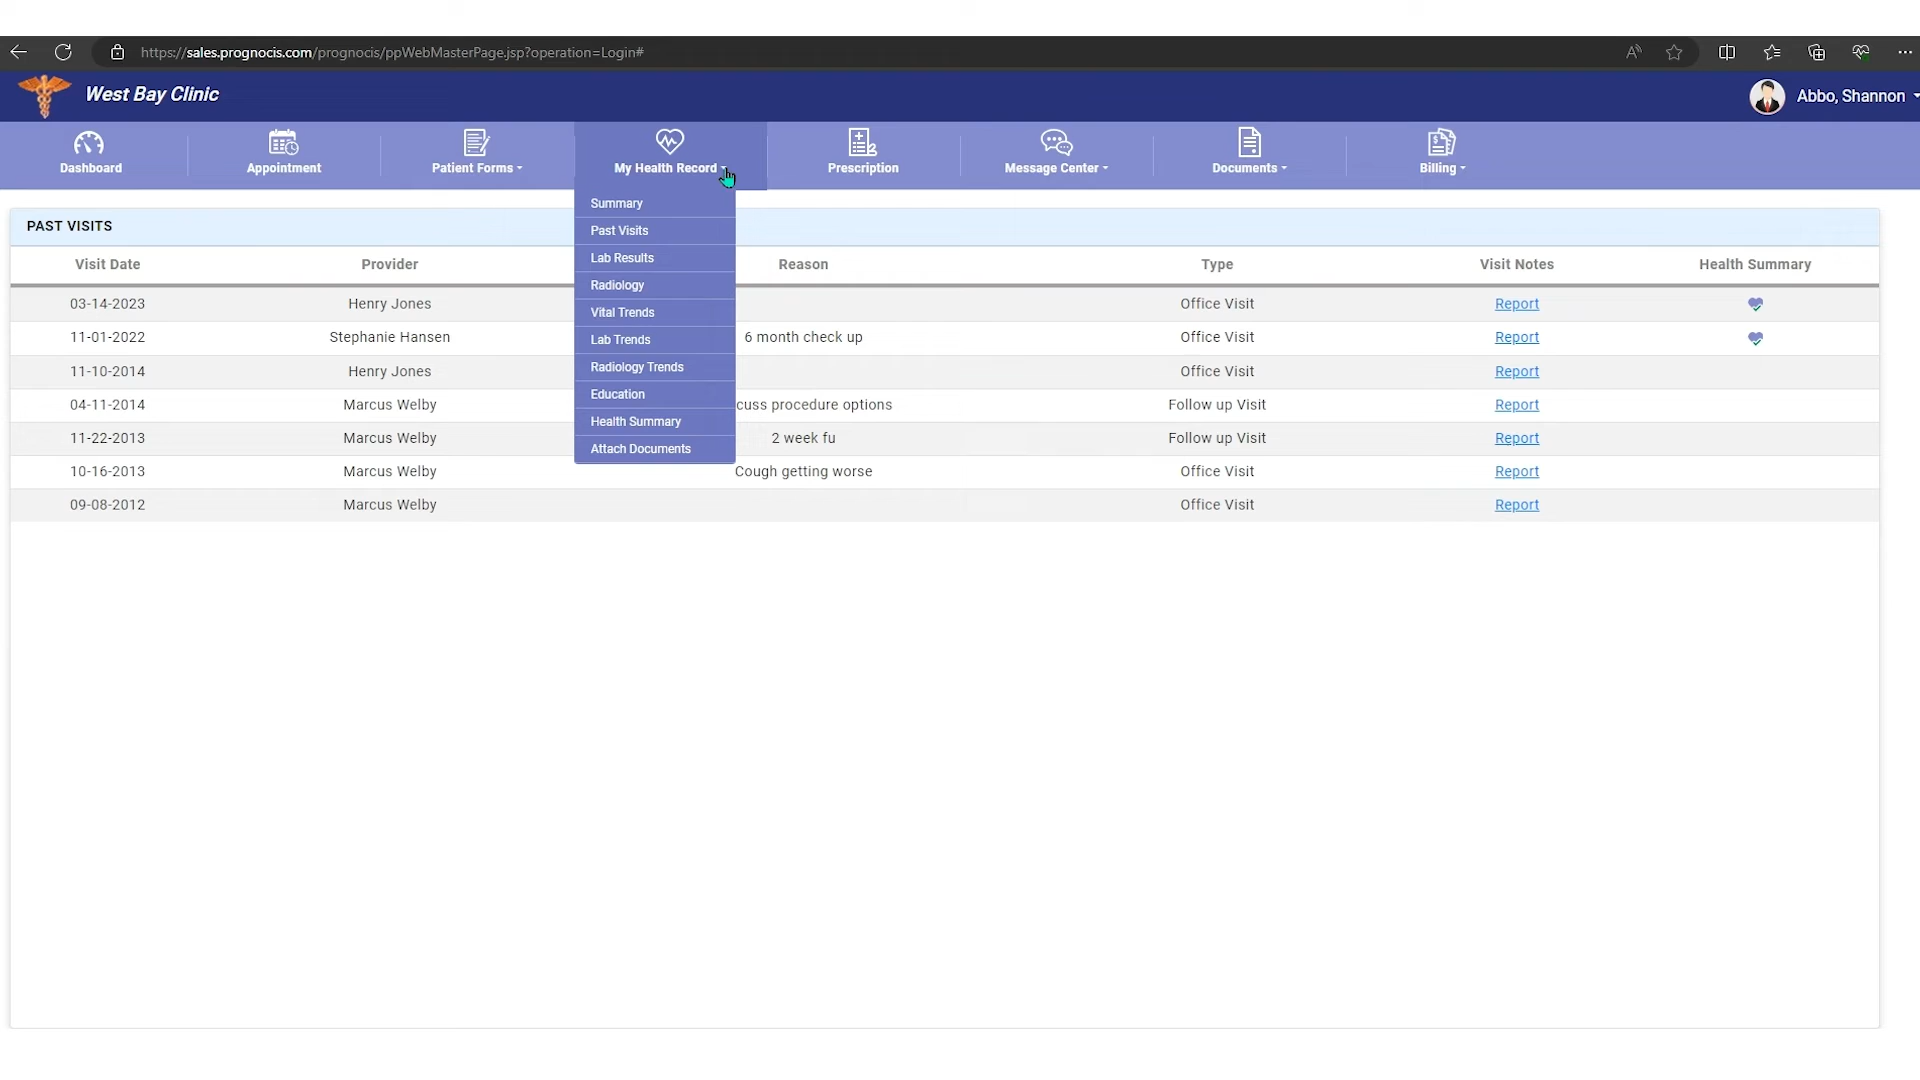 https://sales.prognocis.com/prognocis/ppWebMasterPage.jsp?operation=Login#
West Bay Clinic
Abbo, Shannon
Dashboard
Appointment
Patient Forms
My Health Record
Prescription
Message Center
Documents
Billing
Summary
Past Visits
Lab Results
Radiology
Vital Trends
Lab Trends
Radiology Trends
Education
Health Summary
Attach Documents
PAST VISITS
Visit Date Provider Reason Type Visit Notes Health Summary
03-14-2023 Henry Jones Office Visit Report
11-01-2022 Stephanie Hansen 6 month check up Office Visit Report
11-10-2014 Henry Jones Office Visit Report
04-11-2014 Marcus Welby cuss procedure options Follow up Visit Report
11-22-2013 Marcus Welby 2 week fu Follow up Visit Report
10-16-2013 Marcus Welby Cough getting worse Office Visit Report
09-08-2012 Marcus Welby Office Visit Report